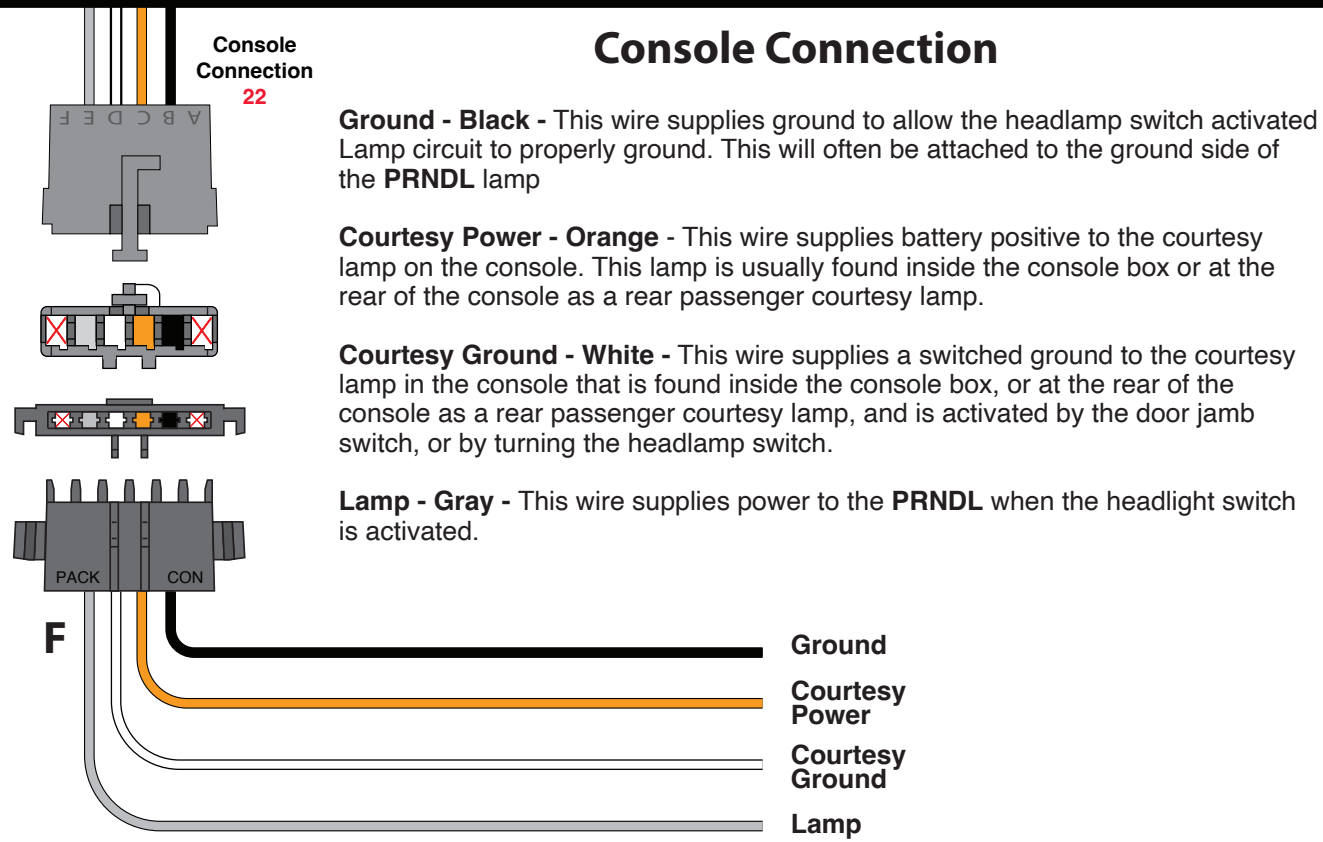 Console
Connection
22
Console Connection
F E D C B A
Ground - Black - This wire supplies ground to allow the headlamp switch activated
Lamp circuit to properly ground. This will often be attached to the ground side of
the PRNDL lamp
Courtesy Power - Orange - This wire supplies battery positive to the courtesy
lamp on the console. This lamp is usually found inside the console box or at the
rear of the console as a rear passenger courtesy lamp.
Courtesy Ground - White - This wire supplies a switched ground to the courtesy
lamp in the console that is found inside the console box, or at the rear of the
console as a rear passenger courtesy lamp, and is activated by the door jamb
switch, or by turning the headlamp switch.
Lamp - Gray - This wire supplies power to the PRNDL when the headlight switch
is activated.
PACK CON
F
Ground
Courtesy
Power
Courtesy
Ground
Lamp